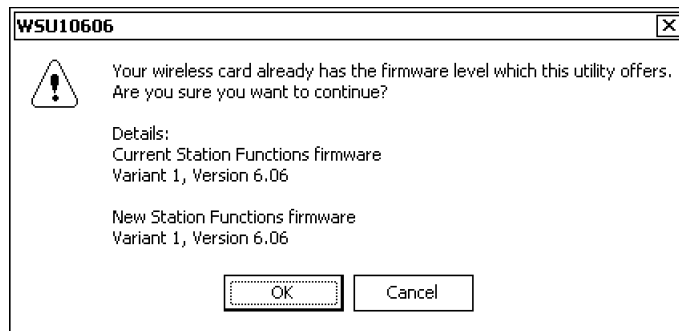 WSU10606
Your wireless card already has the firmware level which this utility offers.
Are you sure you want to continue?
Details:
Current Station Functions firmware
Variant 1, Version 6.06
New Station Functions firmware
Variant 1, Version 6.06
OK
Cancel